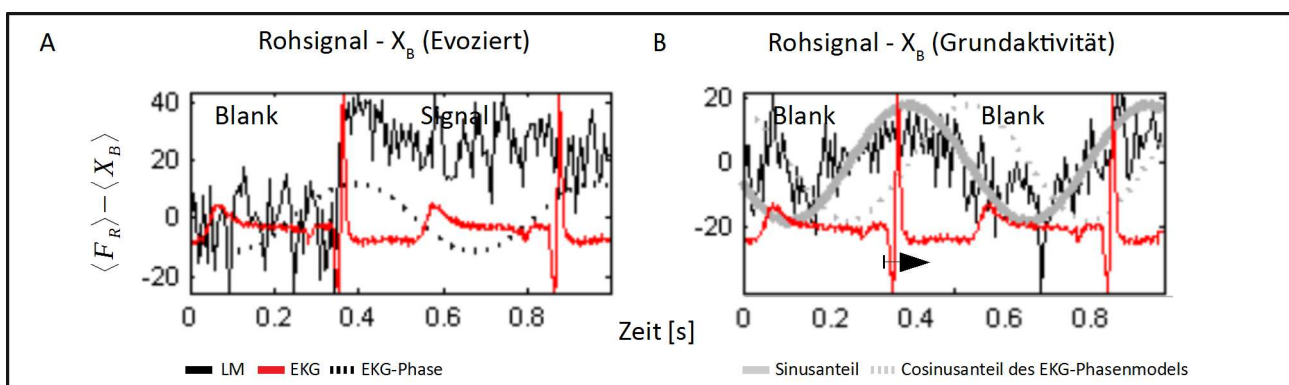 A
Rohsignal - X_B (Evoziert)
B
Rohsignal - X_B (Grundaktivität)
⟨F_R⟩−⟨X_B⟩
40
20
0
-20
Blank
Signal
0
0.2
0.4
0.6
0.8
20
0
-20
Blank
Blank
0
0.2
0.4
0.6
0.8
Zeit [s]
LM
EKG
EKG-Phase
Sinusanteil
Cosinusanteil des EKG-Phasenmodels